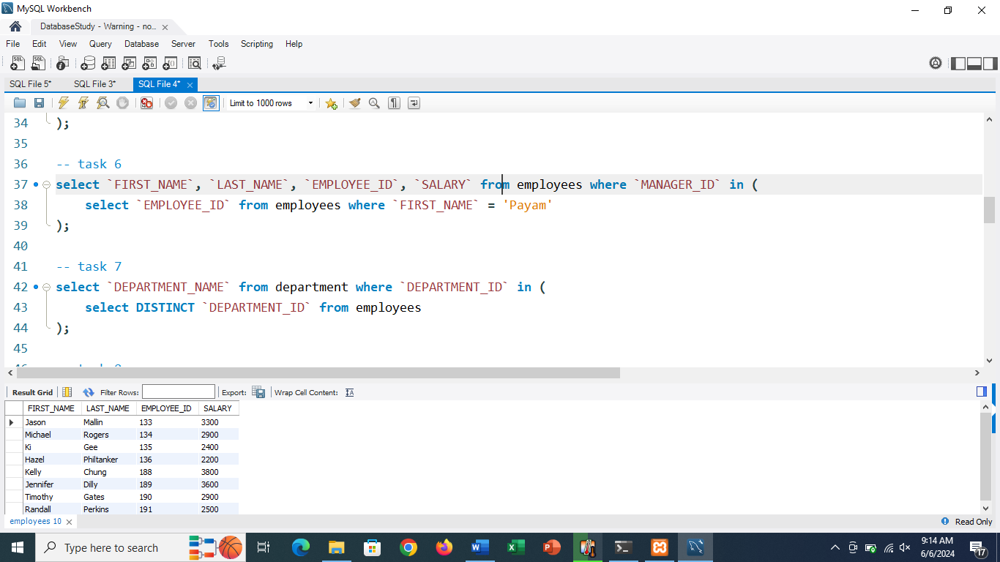 MySQL Workbench
DatabaseStudy - Warning - no...
File Edit View Query Database Server Tools Scripting Help
SQL File 5* SQL File 3* SQL File 4*
Limit to 1000 rows
34 );
35
36 -- task 6
37 select `FIRST_NAME`, `LAST_NAME`, `EMPLOYEE_ID`, `SALARY` from employees where `MANAGER_ID` in (
38 select `EMPLOYEE_ID` from employees where `FIRST_NAME` = 'Payam'
39 );
40
41 -- task 7
42 select `DEPARTMENT_NAME` from department where `DEPARTMENT_ID` in (
43 select DISTINCT `DEPARTMENT_ID` from employees
44 );
45
Result Grid Filter Rows: Export: Wrap Cell Content:
FIRST_NAME LAST_NAME EMPLOYEE_ID SALARY
Jason Mallin 133 3300
Michael Rogers 134 2900
Ki Gee 135 2400
Hazel Philtanker 136 2200
Kelly Chung 188 3800
Jennifer Dilly 189 3600
Timothy Gates 190 2900
Randall Perkins 191 2500
employees 10 Read Only
Type here to search
9:14 AM
6/6/2024
17